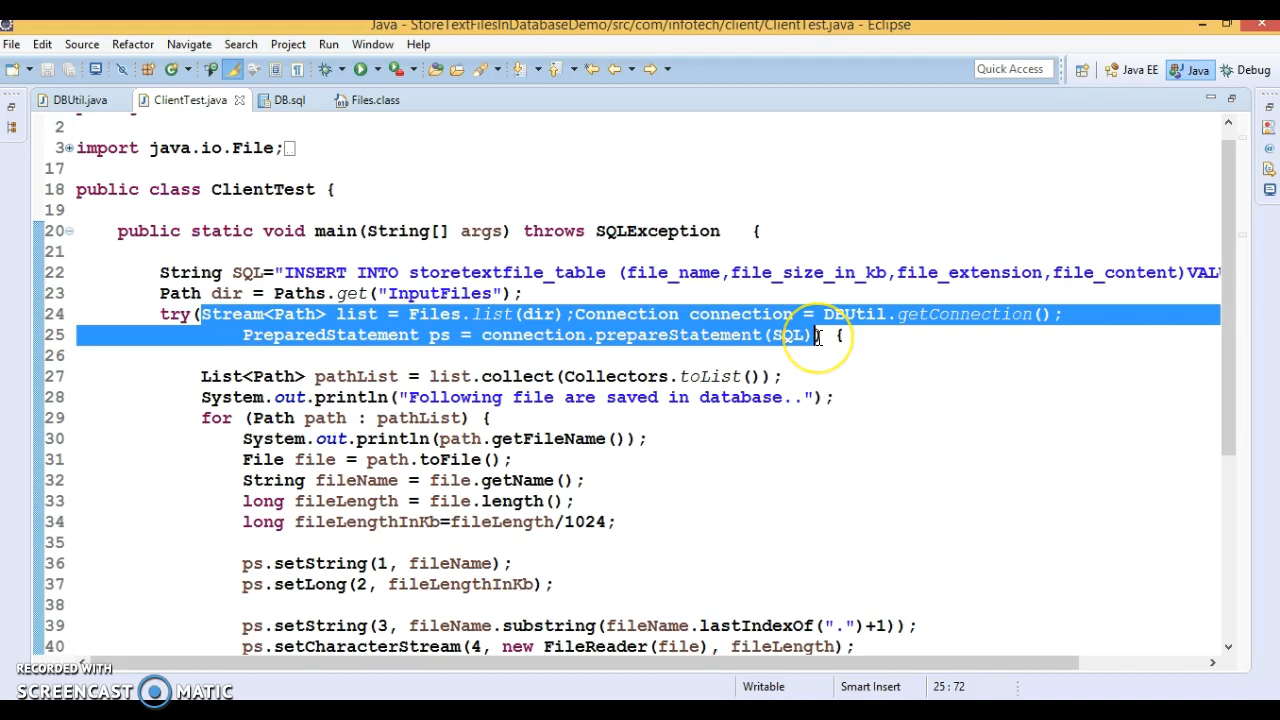 Java - StoreTextFilesInDatabaseDemo/src/com/infotech/client/ClientTest.java - Eclipse
File Edit Source Refactor Navigate Search Project Run Window Help
Quick Access Java EE Java Debug
DBUtil.java ClientTest.java DB.sql Files.class
2
3 import java.io.File;
17
18 public class ClientTest {
19
20 public static void main(String[] args) throws SQLException {
21
22 String SQL="INSERT INTO storetextfile_table (file_name,file_size_in_kb,file_extension,file_content)VALU
23 Path dir = Paths.get("InputFiles");
24 try(Stream<Path> list = Files.list(dir);Connection connection = DBUtil.getConnection();
25 PreparedStatement ps = connection.prepareStatement(SQL)) {
26
27 List<Path> pathList = list.collect(Collectors.toList());
28 System.out.println("Following file are saved in database..");
29 for (Path path : pathList) {
30 System.out.println(path.getFileName());
31 File file = path.toFile();
32 String fileName = file.getName();
33 long fileLength = file.length();
34 long fileLengthInKb=fileLength/1024;
35
36 ps.setString(1, fileName);
37 ps.setLong(2, fileLengthInKb);
38
39 ps.setString(3, fileName.substring(fileName.lastIndexOf(".")+1));
40 ps.setCharacterStream(4, new FileReader(file), fileLength);
RECORDED WITH
SCREENCAST MATIC
Writable Smart Insert 25 : 72